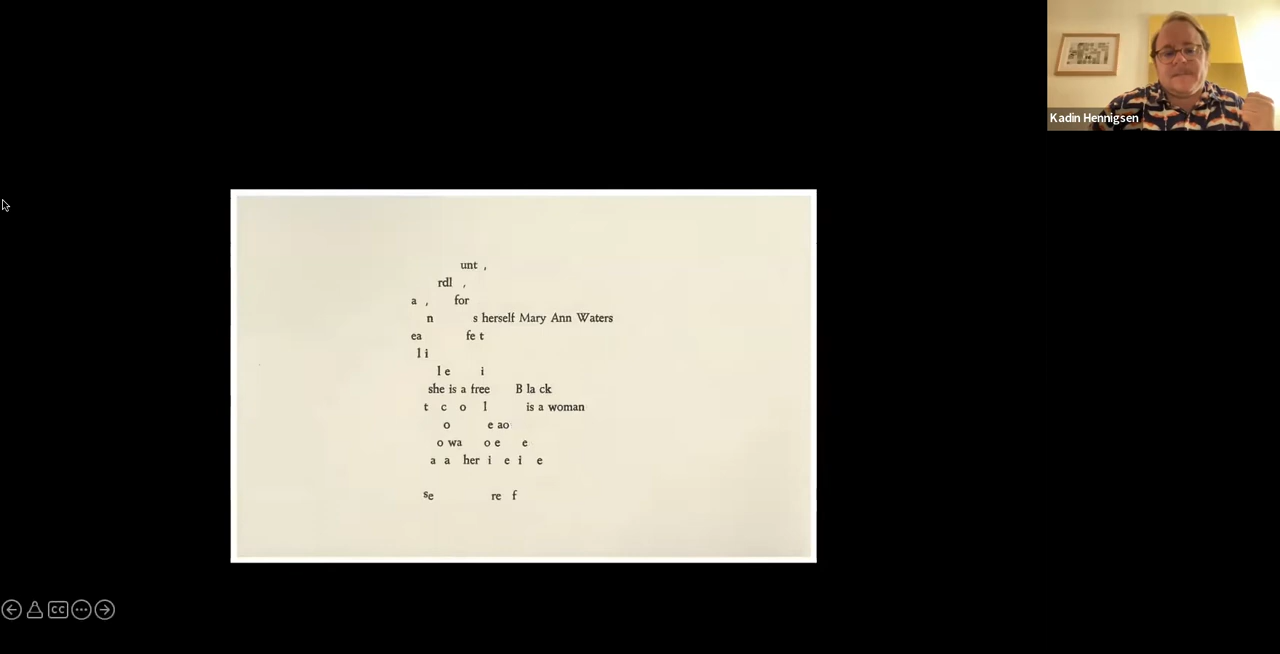 Kadin Hennigsen
unt ,
rdl ,
a , for
n s herself Mary Ann Waters
ea fe t
l i
l e i
she is a free B la ck
t c o l is a woman
o e ao
o wa o e e
a a her i e i e
se re f
CC